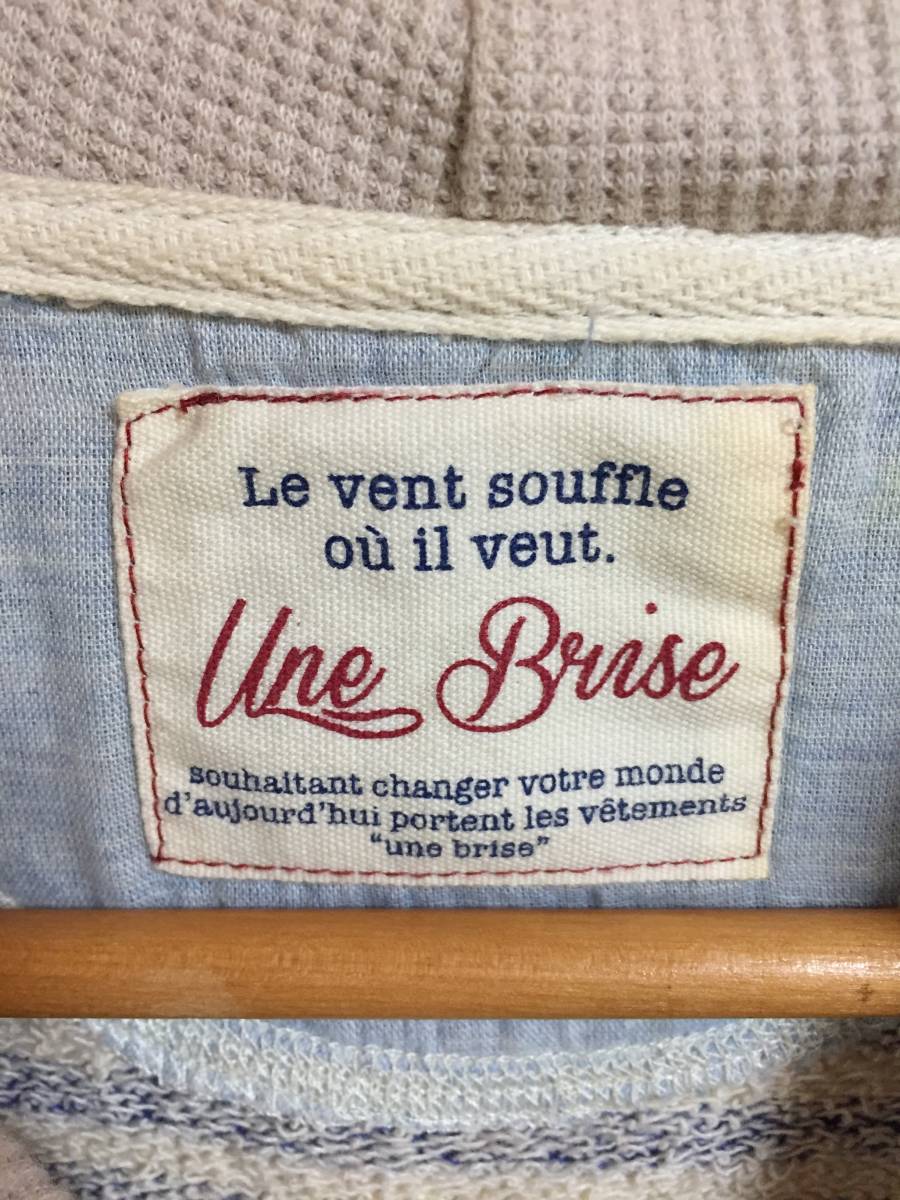 Le vent souffle
où il veut.
Une Brise
souhaitant changer votre monde
d'aujourd'hui portent les vêtements
"une brise"